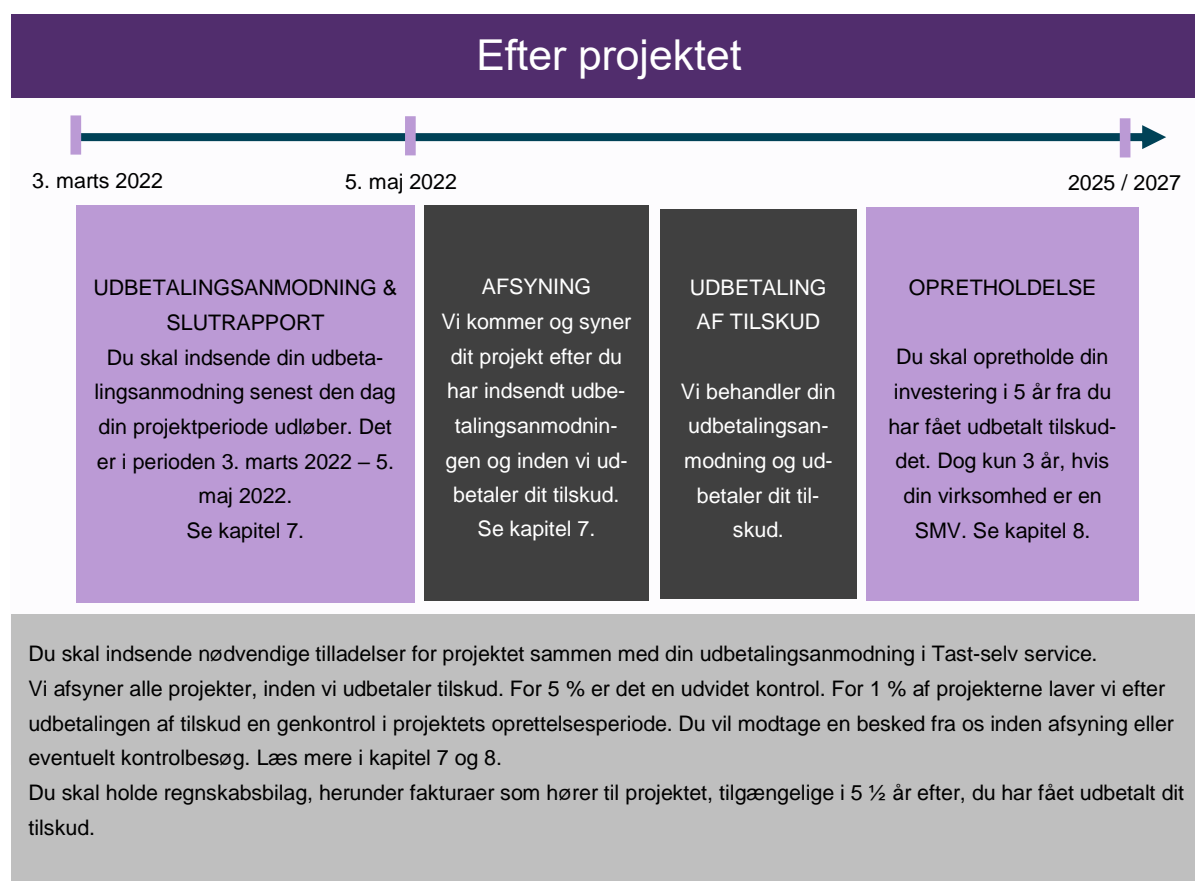 Efter projektet
3. marts 2022
5. maj 2022
2025 / 2027
UDBETALINGSANMODNING &
SLUTRAPPORT
Du skal indsende din udbeta-
lingsanmodning senest den dag
din projektperiode udløber. Det
er i perioden 3. marts 2022 – 5.
maj 2022.
Se kapitel 7.
AFSYNING
Vi kommer og syner
dit projekt efter du
har indsendt udbe-
talingsanmodnin-
gen og inden vi ud-
betaler dit tilskud.
Se kapitel 7.
UDBETALING
AF TILSKUD
Vi behandler din
udbetalingsan-
modning og ud-
betaler dit til-
skud.
OPRETHOLDELSE
Du skal opretholde din
investering i 5 år fra du
har fået udbetalt tilskud-
det. Dog kun 3 år, hvis
din virksomhed er en
SMV. Se kapitel 8.
Du skal indsende nødvendige tilladelser for projektet sammen med din udbetalingsanmodning i Tast-selv service.
Vi afsyner alle projekter, inden vi udbetaler tilskud. For 5 % er det en udvidet kontrol. For 1 % af projekterne laver vi efter
udbetalingen af tilskud en genkontrol i projektets oprettelsesperiode. Du vil modtage en besked fra os inden afsyning eller
eventuelt kontrolbesøg. Læs mere i kapitel 7 og 8.
Du skal holde regnskabsbilag, herunder fakturaer som hører til projektet, tilgængelige i 5 ½ år efter, du har fået udbetalt dit
tilskud.